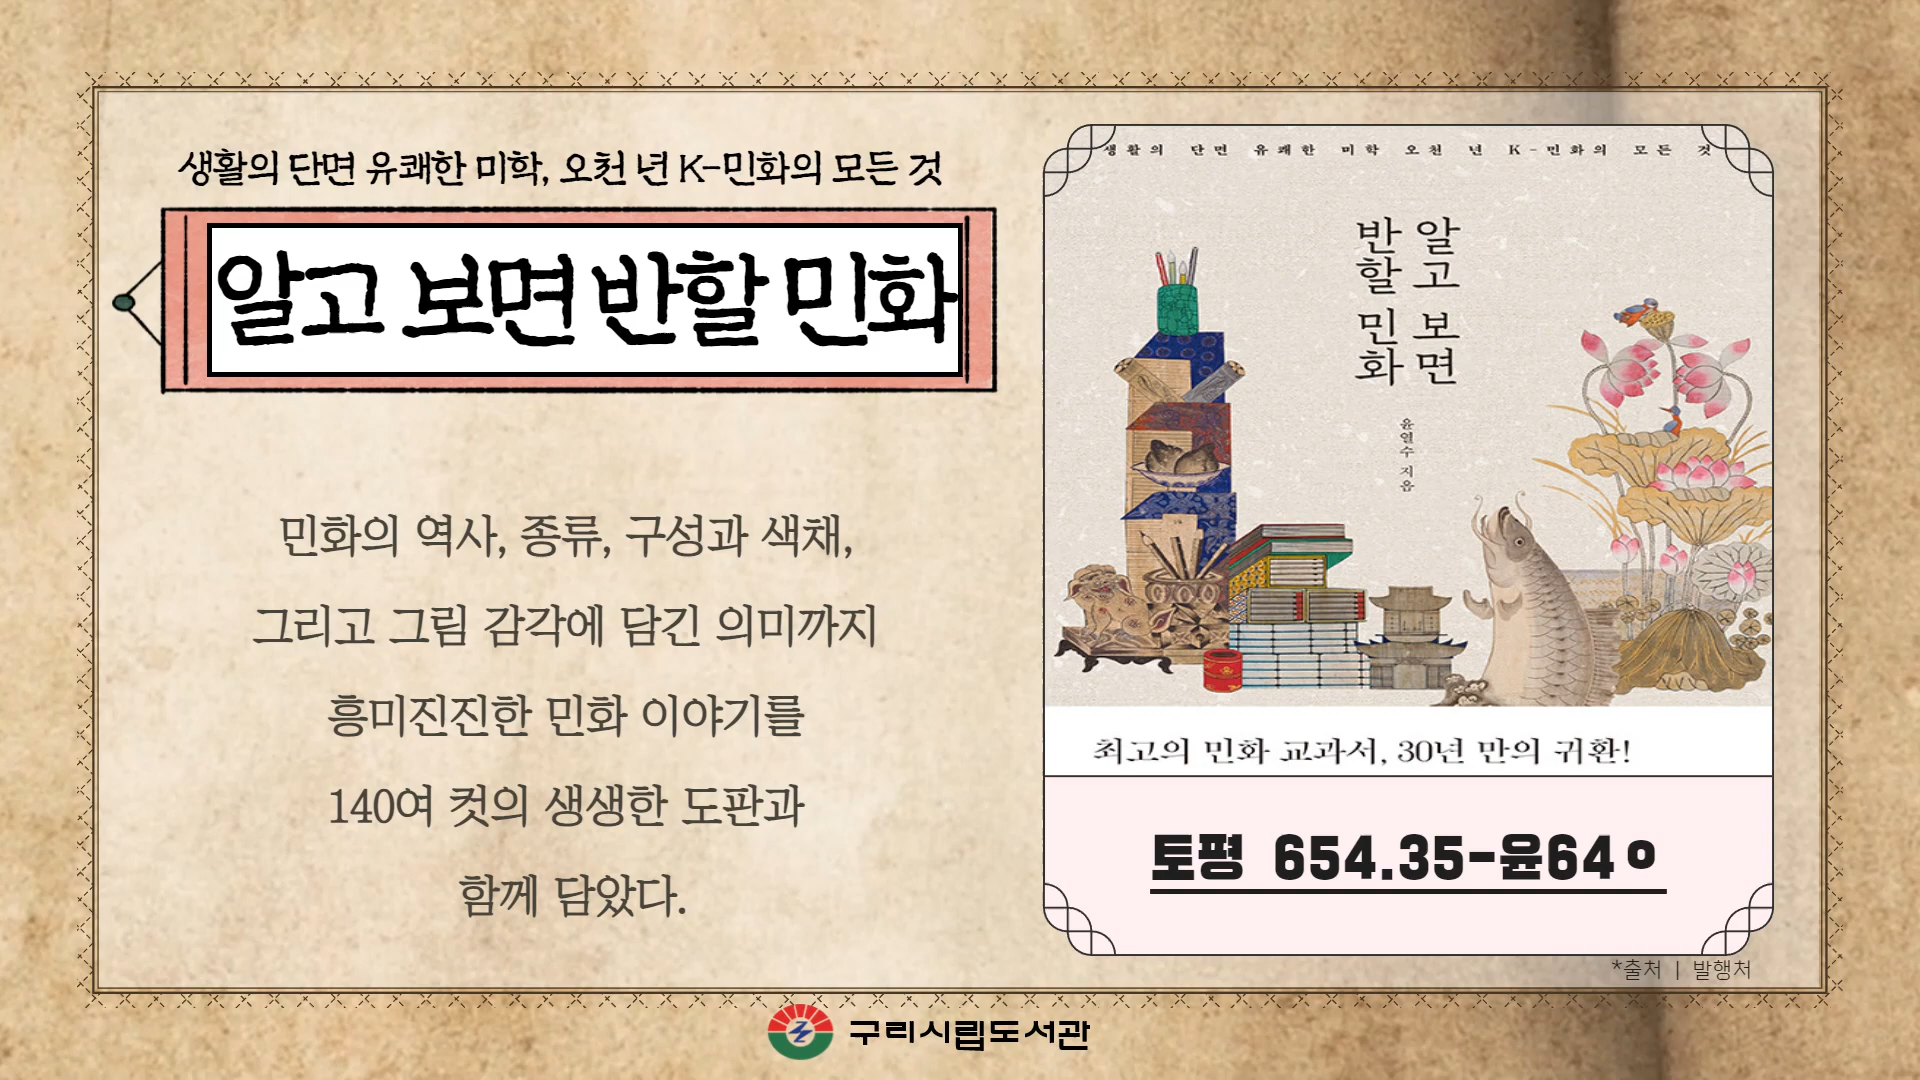 생활의 단면 유쾌한 미학, 오천 년 K-민화의 모든 것
알고 보면 반할 민화
민화의 역사, 종류, 구성과 색채,
그리고 그림 감각에 담긴 의미까지
흥미진진한 민화 이야기를
140여 컷의 생생한 도판과
함께 담았다.
생활의 단면 유쾌한 미학 오천 년 K-민화의 모든 것
알고 보면
반할 민화
윤열수 지음
최고의 민화 교과서, 30년 만의 귀환!
토평 654.35-윤64ㅇ
*출처 | 발행처
구리시립도서관